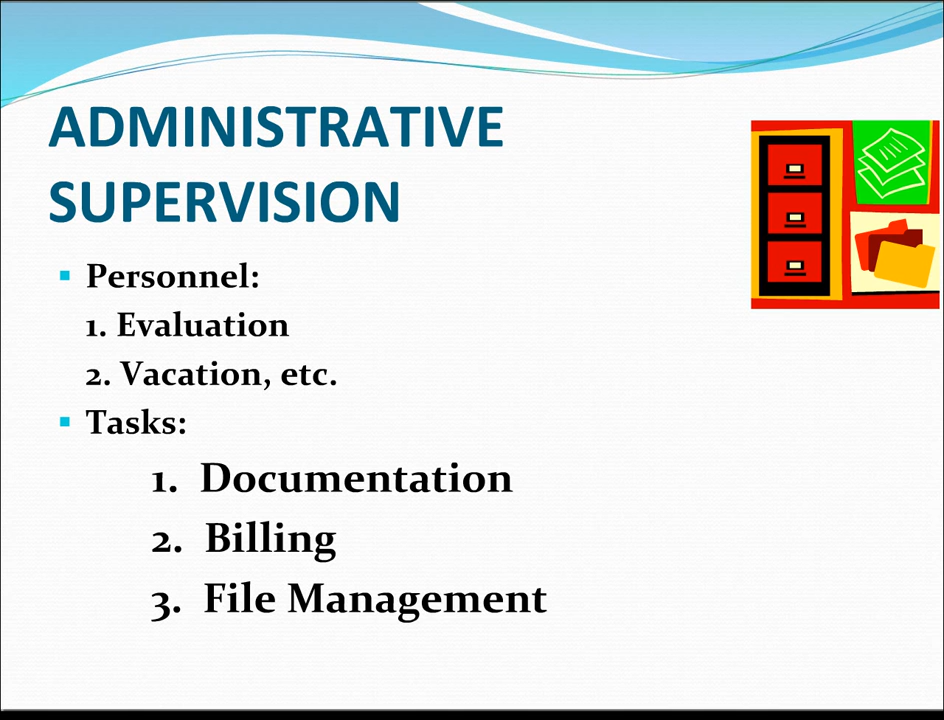 ADMINISTRATIVE
SUPERVISION
▪ Personnel:
1. Evaluation
2. Vacation, etc.
▪ Tasks:
1. Documentation
2. Billing
3. File Management